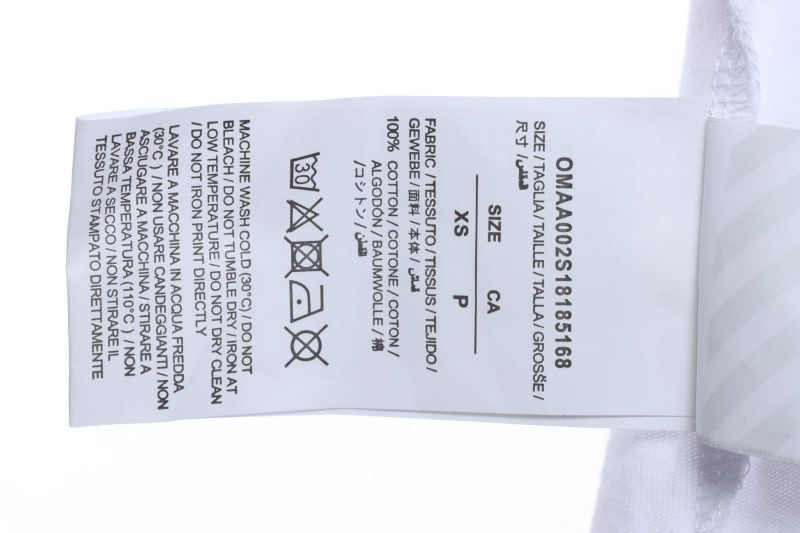 OMAA002S18185168
SIZE / TAGLIA / TAILLE / TALLA / GROSSE /
尺寸 / المقاس
SIZE CA
XS P
FABRIC / TESSUTO / TISSUS / TEJIDO /
GEWEBE / 面料 / 本体 / قماش
100% COTTON / COTONE / COTON /
ALGODÓN / BAUMWOLLE / 棉
/ コットン / القطن
30
MACHINE WASH COLD (30°C) / DO NOT
BLEACH / DO NOT TUMBLE DRY / IRON AT
LOW TEMPERATURE / DO NOT DRY CLEAN
/ DO NOT IRON PRINT DIRECTLY
LAVARE A MACCHINA IN ACQUA FREDDA
(30°C ) / NON USARE CANDEGGIANTI / NON
ASCIUGARE A MACCHINA / STIRARE A
BASSA TEMPERATURA (110°C ) / NON
LAVARE A SECCO / NON STIRARE IL
TESSUTO STAMPATO DIRETTAMENTE